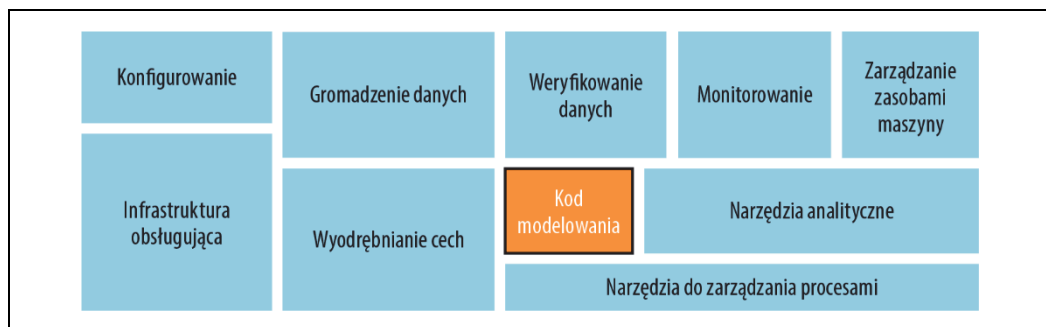 Konfigurowanie
Gromadzenie danych
Weryfikowanie
danych
Monitorowanie
Zarządzanie
zasobami
maszyny
Infrastruktura
obsługująca
Wyodrębnianie cech
Kod
modelowania
Narzędzia analityczne
Narzędzia do zarządzania procesami